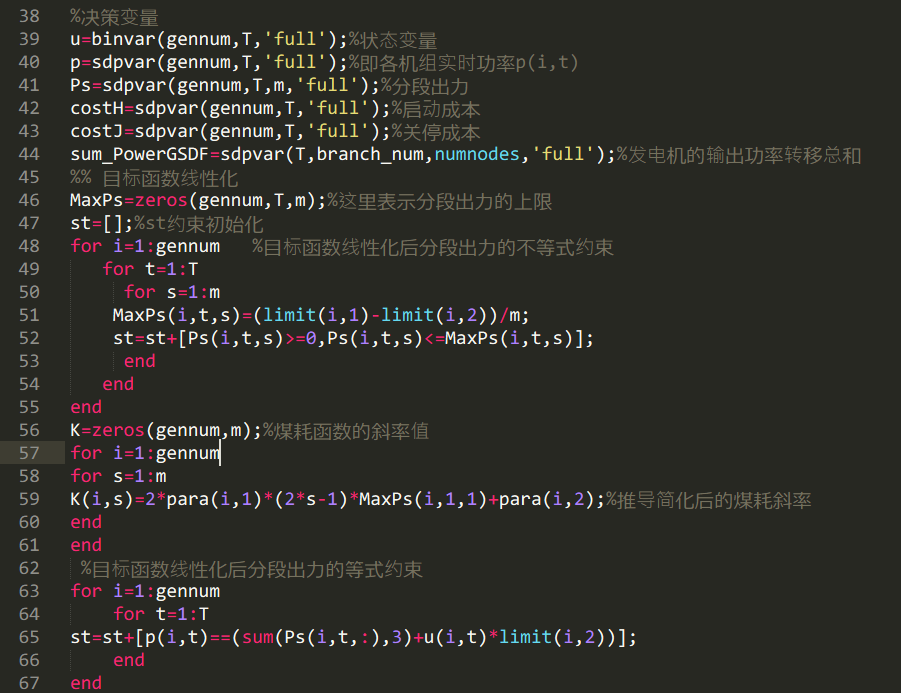 38 %决策变量
39 u=binvar(gennum,T,'full');%状态变量
40 p=sdpvar(gennum,T,'full');%即各机组实时功率p(i,t)
41 Ps=sdpvar(gennum,T,m,'full');%分段出力
42 costH=sdpvar(gennum,T,'full');%启动成本
43 costJ=sdpvar(gennum,T,'full');%关停成本
44 sum_PowerGSDF=sdpvar(T,branch_num,numnodes,'full');%发电机的输出功率转移总和
45 %% 目标函数线性化
46 MaxPs=zeros(gennum,T,m);%这里表示分段出力的上限
47 st=[];%st约束初始化
48 for i=1:gennum   %目标函数线性化后分段出力的不等式约束
49    for t=1:T
50      for s=1:m
51     MaxPs(i,t,s)=(limit(i,1)-limit(i,2))/m;
52     st=st+[Ps(i,t,s)>=0,Ps(i,t,s)<=MaxPs(i,t,s)];
53      end
54    end
55 end
56 K=zeros(gennum,m);%煤耗函数的斜率值
57 for i=1:gennum
58 for s=1:m
59 K(i,s)=2*para(i,1)*(2*s-1)*MaxPs(i,1,1)+para(i,2);%推导简化后的煤耗斜率
60 end
61 end
62  %目标函数线性化后分段出力的等式约束
63 for i=1:gennum
64     for t=1:T
65 st=st+[p(i,t)==(sum(Ps(i,t,:),3)+u(i,t)*limit(i,2))];
66     end
67 end